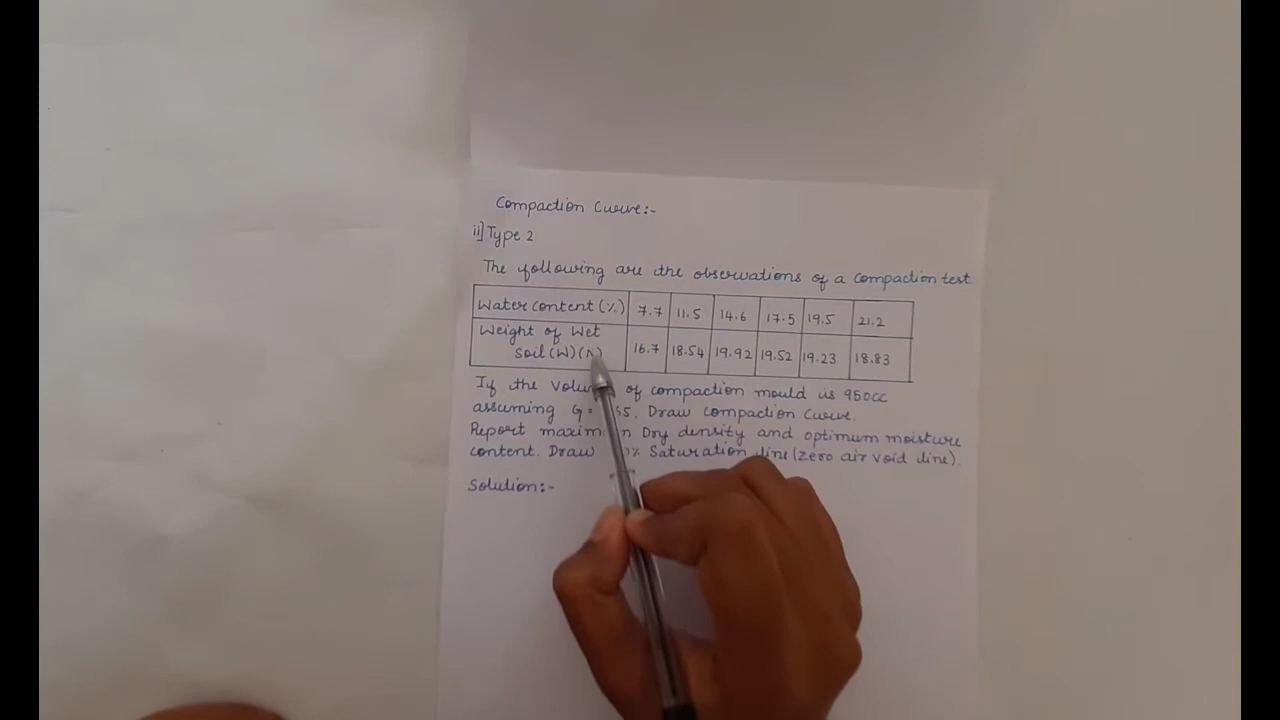 Compaction Curve:-
ii] Type 2
The following are the observations of a compaction test
Water content (%) 7.7 11.5 14.6 17.5 19.5 21.2
Weight of Wet
Soil (W) (N) 16.7 18.54 19.92 19.52 19.23 18.83
If the of compaction mould is 950cc
assuming G = Draw compaction Curve.
Report Dry density and optimum moisture
content. Draw Saturation line (zero air void line).
Solution:-